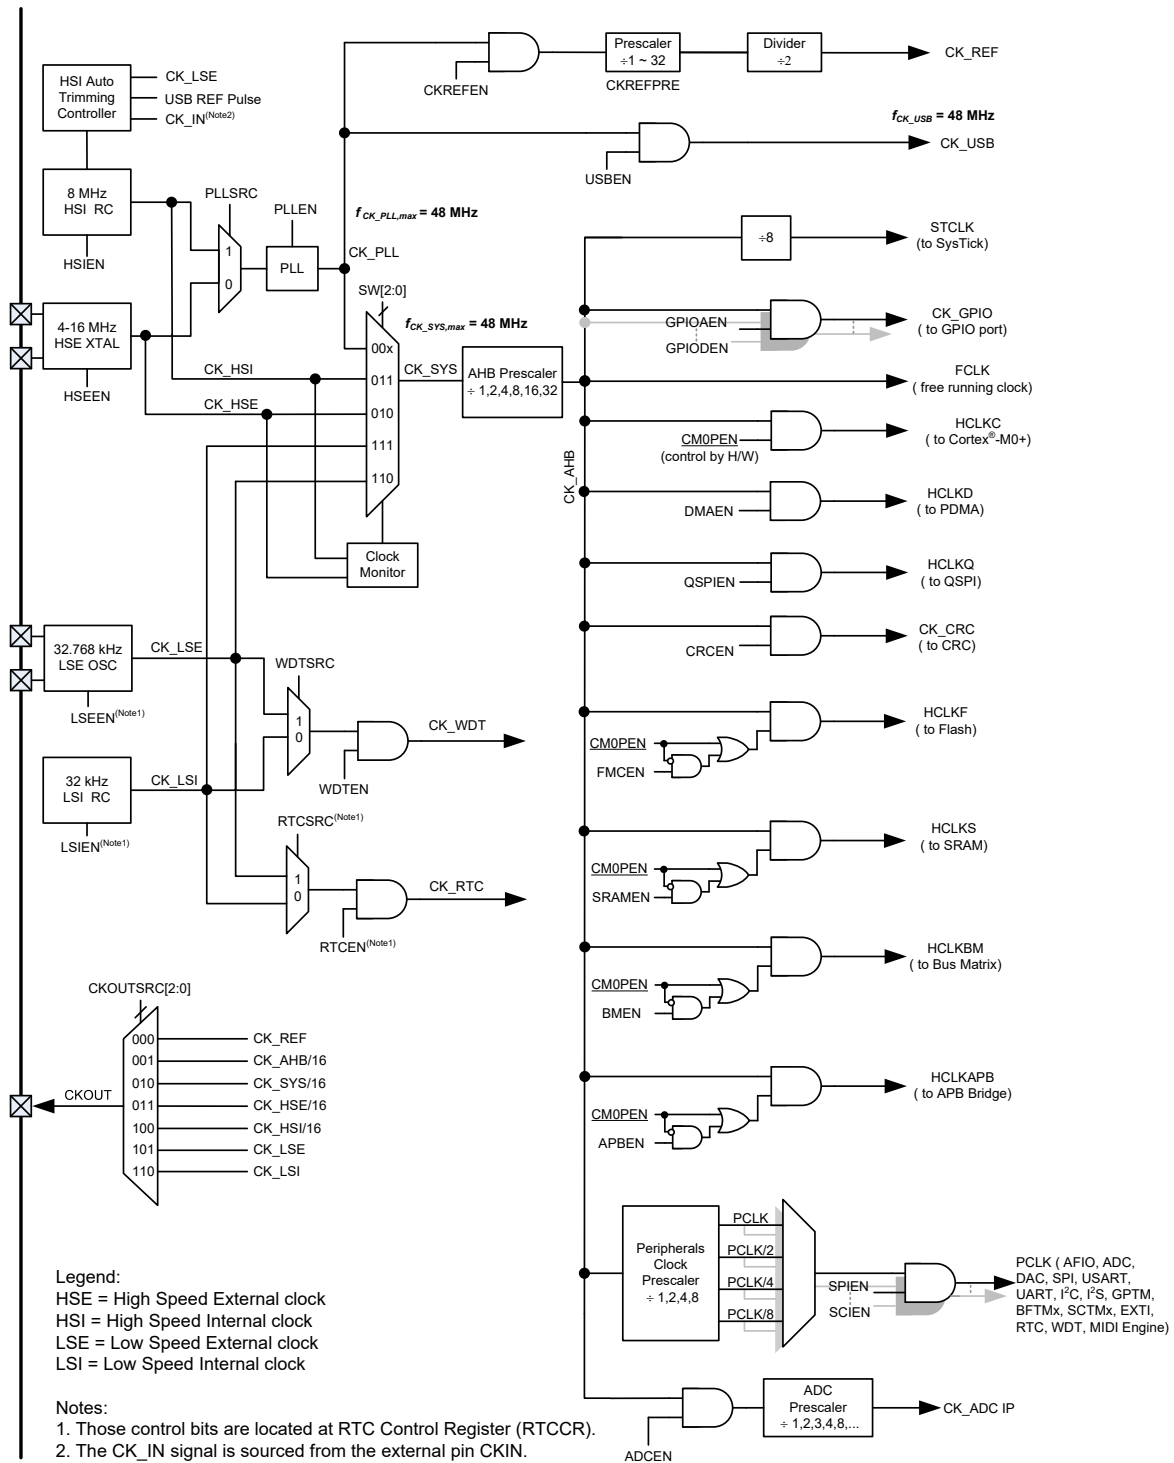 Prescaler
÷1 ~ 32
CKREFPRE
Divider
÷2
CK_REF
CKREFEN
HSI Auto
Trimming
Controller
CK_LSE
USB REF Pulse
CK_IN(Note2)
fCK_USB = 48 MHz
CK_USB
USBEN
8 MHz
HSI RC
HSIEN
PLLSRC
1
0
PLLEN
PLL
fCK_PLL,max = 48 MHz
CK_PLL
÷8
STCLK
(to SysTick)
4-16 MHz
HSE XTAL
HSEEN
SW[2:0]
fCK_SYS,max = 48 MHz
00x
011
010
111
110
CK_HSI
CK_HSE
CK_SYS
AHB Prescaler
÷ 1,2,4,8,16,32
CK_AHB
GPIOAEN
GPIODEN
CK_GPIO
( to GPIO port)
FCLK
( free running clock)
CM0PEN
(control by H/W)
HCLKC
( to Cortex®-M0+)
DMAEN
HCLKD
( to PDMA)
Clock
Monitor
QSPIEN
HCLKQ
( to QSPI)
CRCEN
CK_CRC
( to CRC)
32.768 kHz
LSE OSC
CK_LSE
LSEEN(Note1)
WDTSRC
1
0
WDTEN
CK_WDT
CM0PEN
FMCEN
HCLKF
( to Flash)
32 kHz
LSI RC
CK_LSI
LSIEN(Note1)
RTCSRC(Note1)
1
0
RTCEN(Note1)
CK_RTC
CM0PEN
SRAMEN
HCLKS
( to SRAM)
CM0PEN
BMEN
HCLKBM
( to Bus Matrix)
CKOUTSRC[2:0]
CKOUT
000 CK_REF
001 CK_AHB/16
010 CK_SYS/16
011 CK_HSE/16
100 CK_HSI/16
101 CK_LSE
110 CK_LSI
CM0PEN
APBEN
HCLKAPB
( to APB Bridge)
Peripherals
Clock
Prescaler
÷ 1,2,4,8
PCLK
PCLK/2
PCLK/4
PCLK/8
SPIEN
SCIEN
PCLK ( AFIO, ADC,
DAC, SPI, USART,
UART, I²C, I²S, GPTM,
BFTMx, SCTMx, EXTI,
RTC, WDT, MIDI Engine)
ADCEN
ADC
Prescaler
÷ 1,2,3,4,8,...
CK_ADC IP
Legend:
HSE = High Speed External clock
HSI = High Speed Internal clock
LSE = Low Speed External clock
LSI = Low Speed Internal clock
Notes:
1. Those control bits are located at RTC Control Register (RTCCR).
2. The CK_IN signal is sourced from the external pin CKIN.